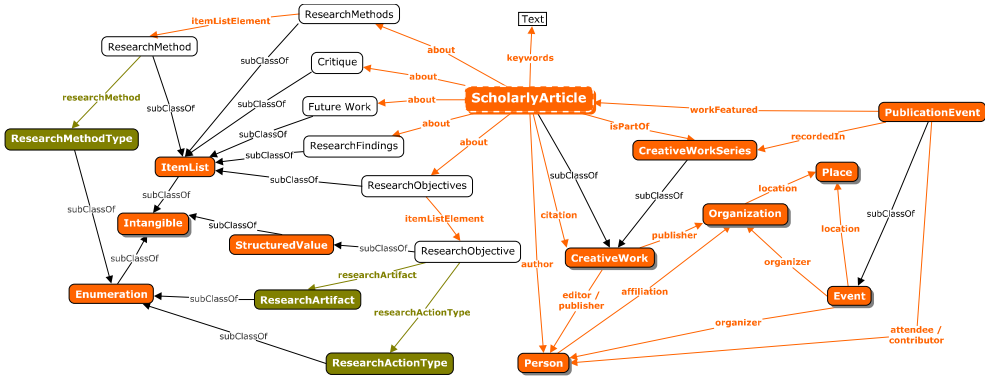 ResearchMethods
Text
itemListElement
ResearchMethod
about
keywords
subClassOf
Critique
about
researchMethod
subClassOf
ScholarlyArticle
subClassOf
Future Work
about
workFeatured
PublicationEvent
about
isPartOf
recordedIn
ResearchMethodType
subClassOf
ResearchFindings
about
CreativeWorkSeries
subClassOf
ItemList
Place
subClassOf
subClassOf
ResearchObjectives
subClassOf
location
subClassOf
subClassOf
itemListElement
citation
Organization
subClassOf
Intangible
subClassOf
location
StructuredValue
subClassOf
ResearchObjective
publisher
subClassOf
CreativeWork
author
organizer
researchArtifact
Enumeration
subClassOf
ResearchArtifact
editor /
publisher
affiliation
Event
researchActionType
organizer
subClassOf
attendee /
contributor
ResearchActionType
Person